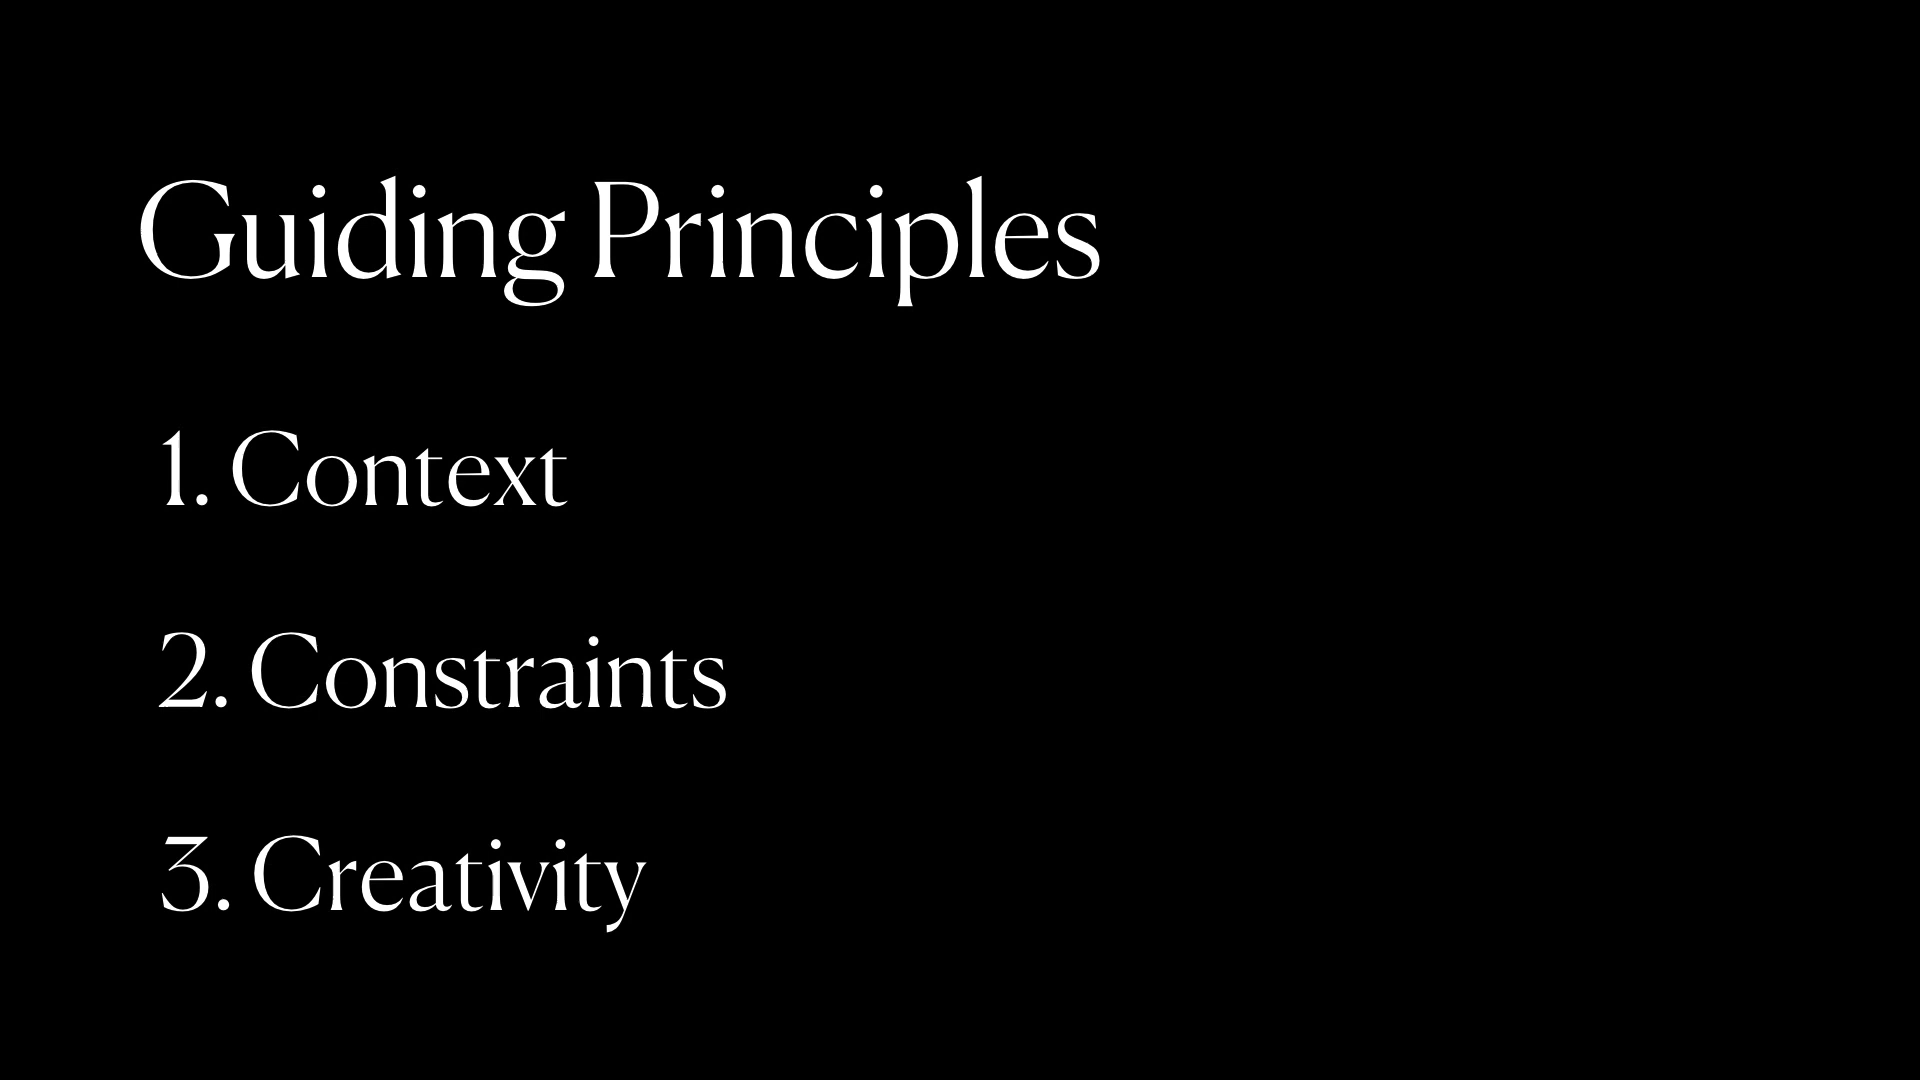 Guiding Principles
1. Context
2. Constraints
3. Creativity